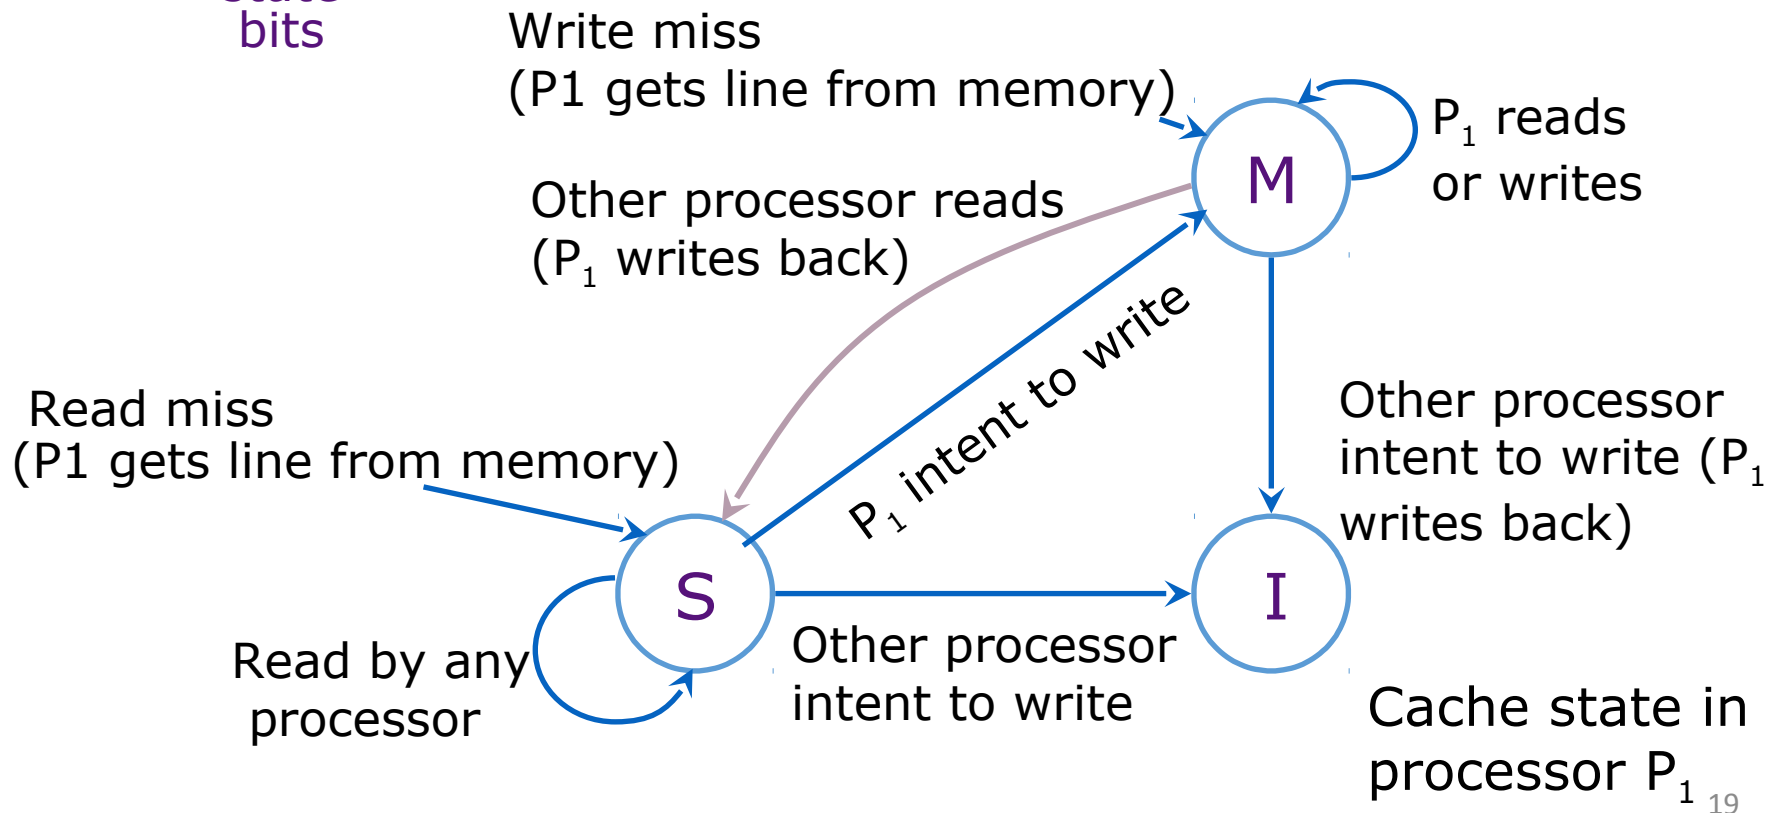 state
bits
Write miss
(P1 gets line from memory)
M
P₁ reads
or writes
Other processor reads
(P₁ writes back)
P₁ intent to write
Read miss
(P1 gets line from memory)
Other processor
intent to write (P₁
writes back)
S
I
Read by any
processor
Other processor
intent to write
Cache state in
processor P₁
19